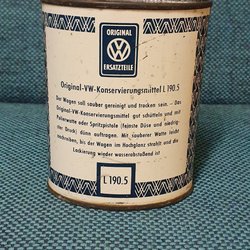 ORIGINAL
VW
ERSATZTEILE
Original-VW-Konservierungsmittel L 190.5
Der Wagen soll sauber gereinigt und trocken sein. — Das
Original-VW-Konservierungsmittel gut schütteln und mit
Polierwatte oder Spritzpistole (feinste Düse und niedrig-
ster Druck) dünn auftragen. Mit sauberer Watte leicht
nachreiben, bis der Wagen im Hochglanz strahlt und die
Lackierung wieder wasserabstoßend ist
L 190.5